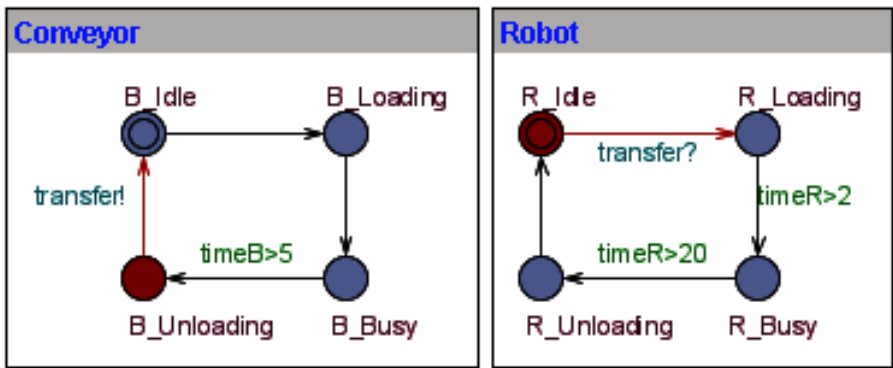 Conveyor
B_Idle
B_Loading
transfer!
timeB>5
B_Unloading
B_Busy
Robot
R_Idle
R_Loading
transfer?
timeR>2
timeR>20
R_Unloading
R_Busy